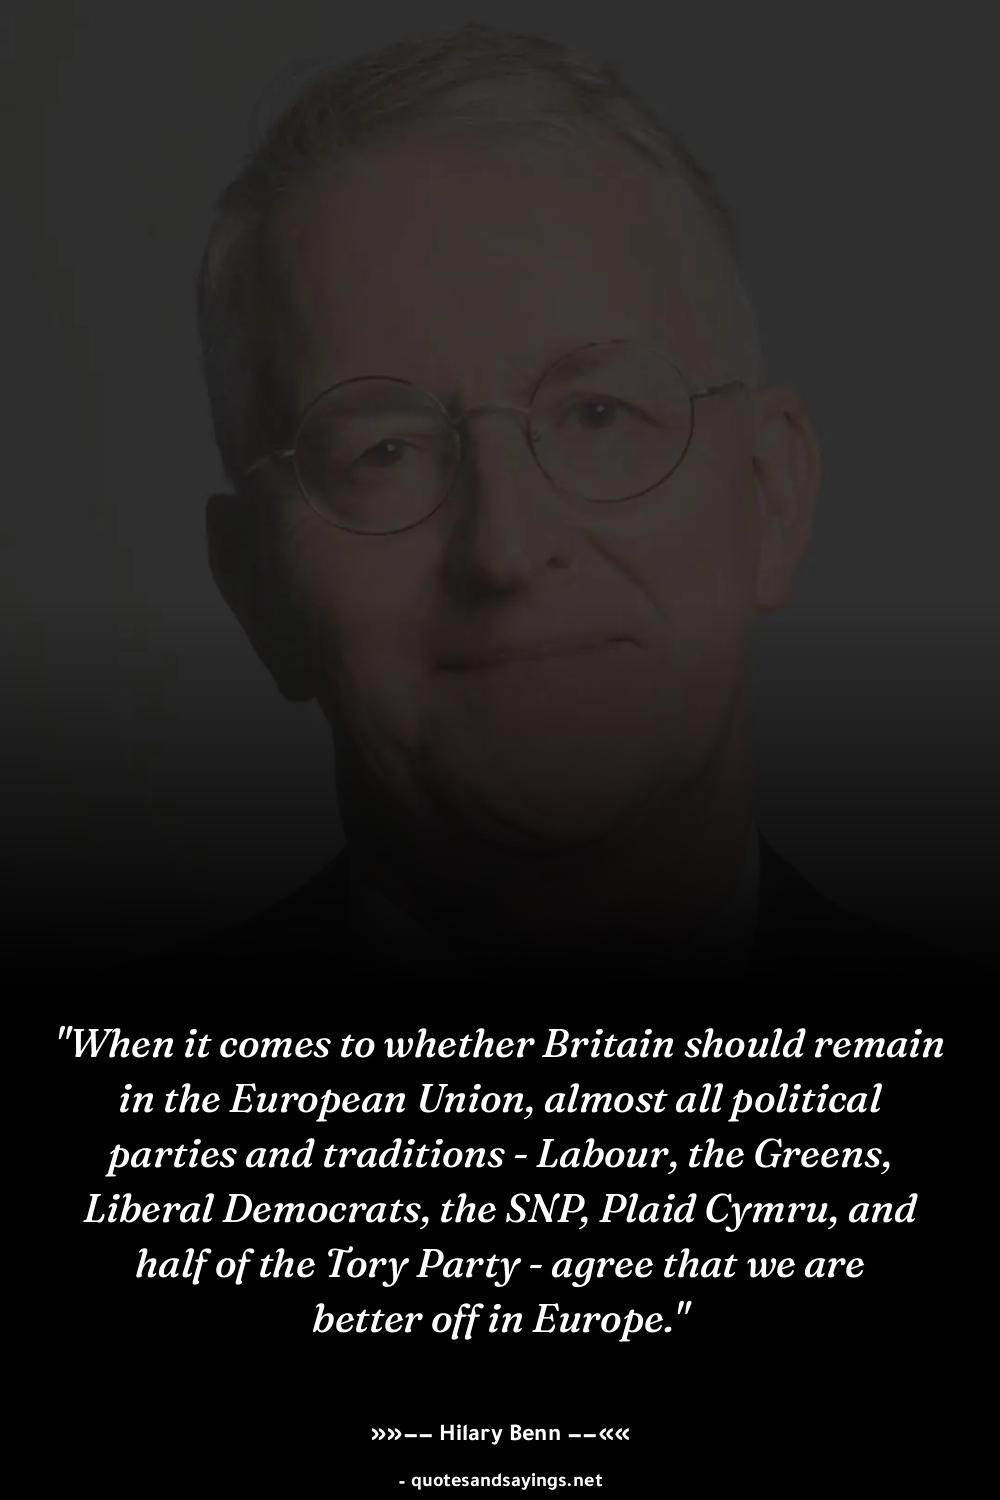 "When it comes to whether Britain should remain
in the European Union, almost all political
parties and traditions - Labour, the Greens,
Liberal Democrats, the SNP, Plaid Cymru, and
half of the Tory Party - agree that we are
better off in Europe."
»»—— Hilary Benn ——««
- quotesandsayings.net